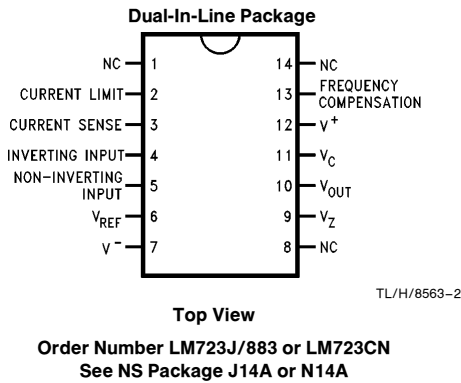 Dual-In-Line Package
NC 1 14 NC
CURRENT LIMIT 2 13 FREQUENCY COMPENSATION
CURRENT SENSE 3 12 V+
INVERTING INPUT 4 11 VC
NON-INVERTING INPUT 5 10 VOUT
VREF 6 9 VZ
V− 7 8 NC
TL/H/8563–2
Top View
Order Number LM723J/883 or LM723CN
See NS Package J14A or N14A